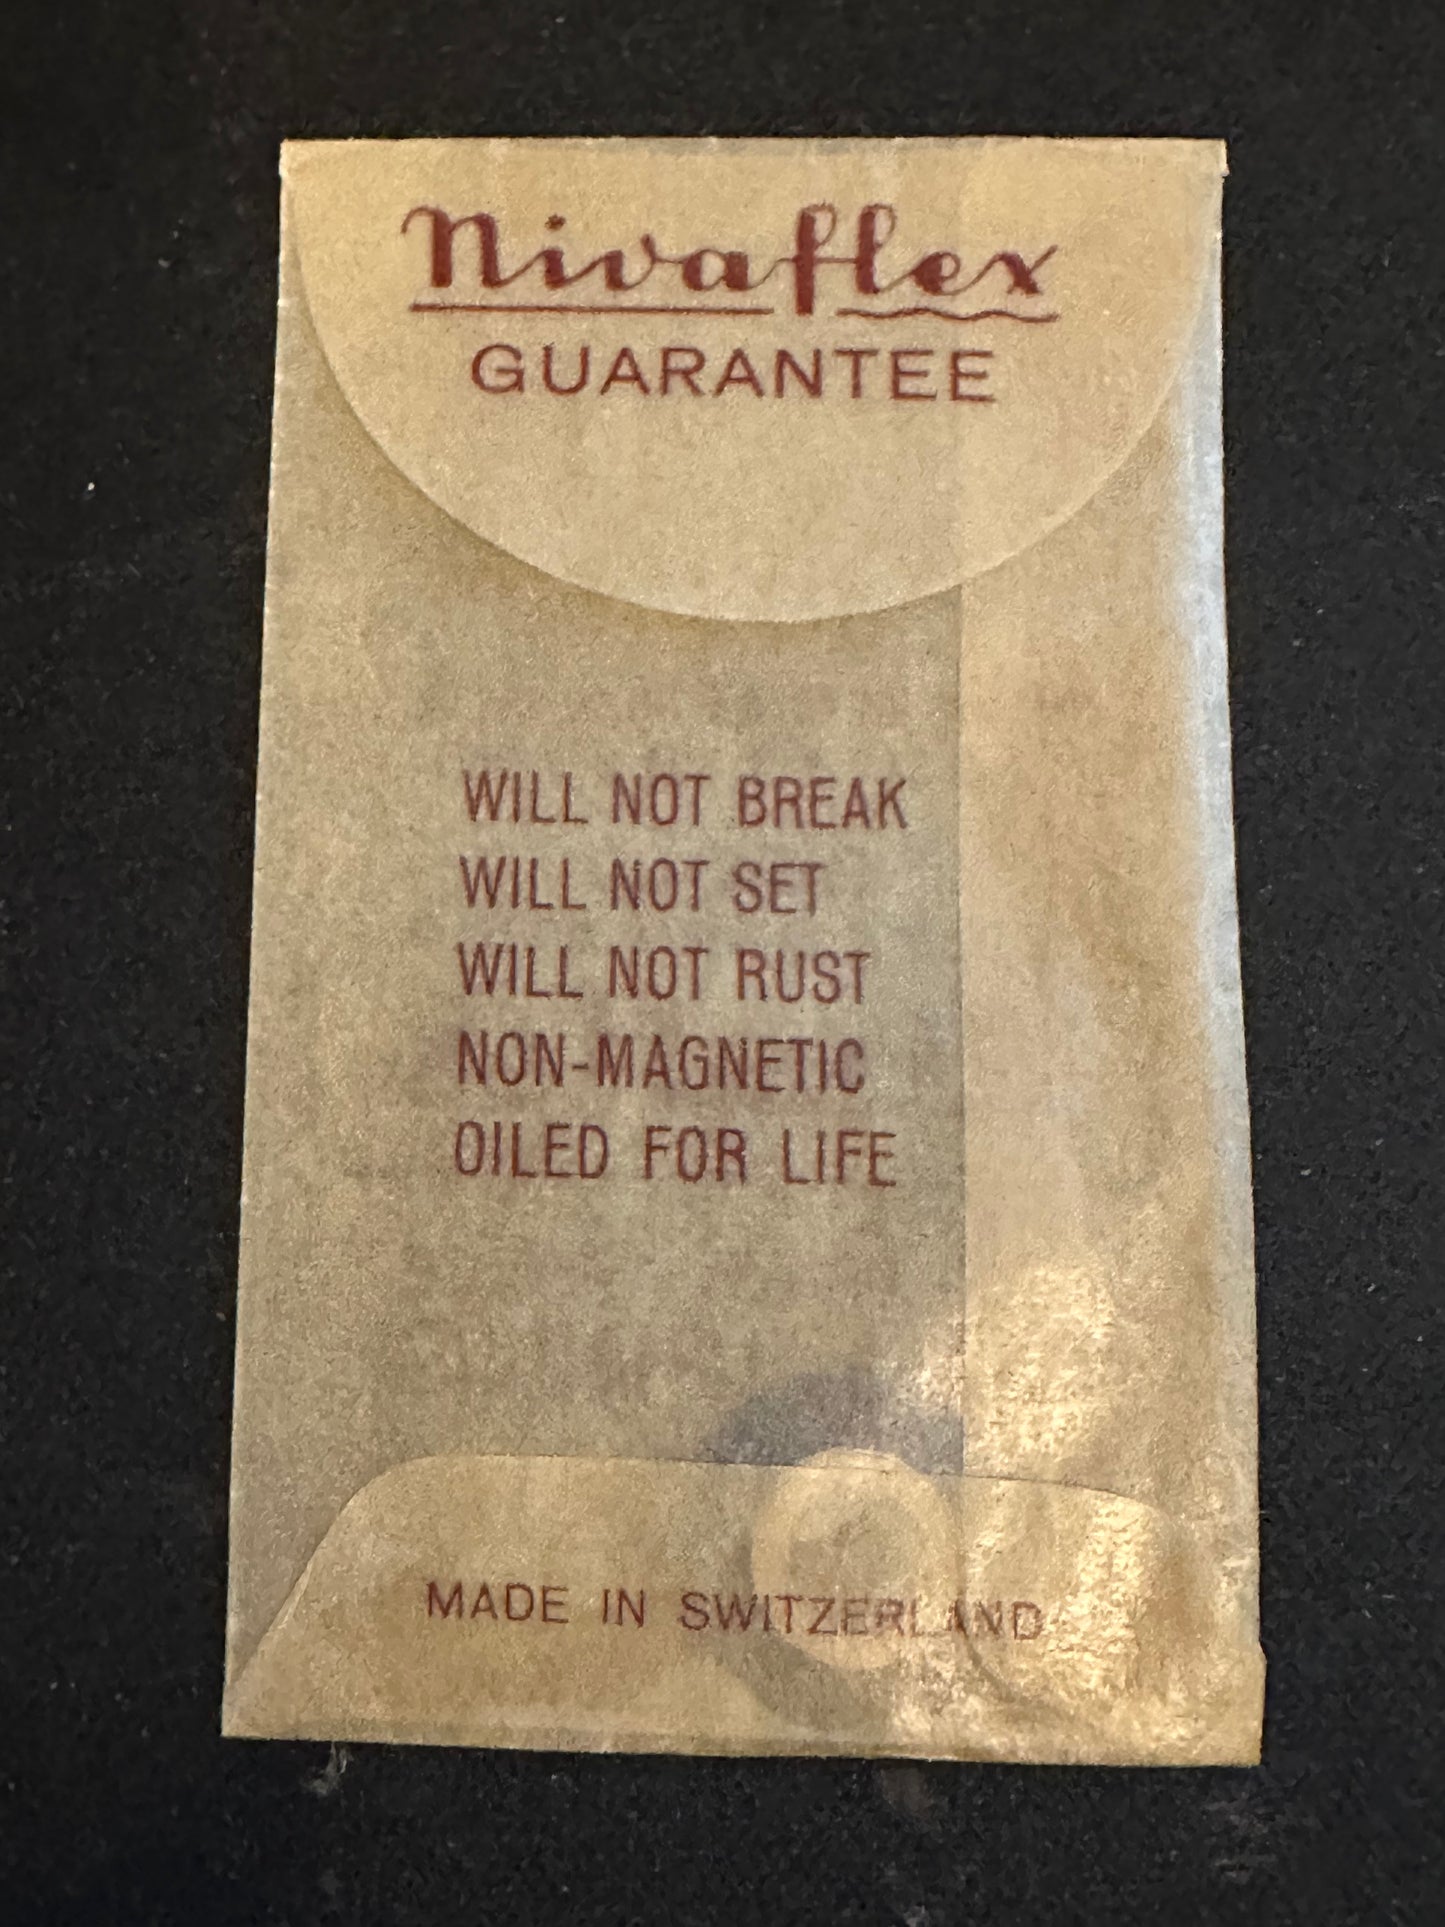 Nivaflex
GUARANTEE
WILL NOT BREAK
WILL NOT SET
WILL NOT RUST
NON-MAGNETIC
OILED FOR LIFE
MADE IN SWITZERLAND